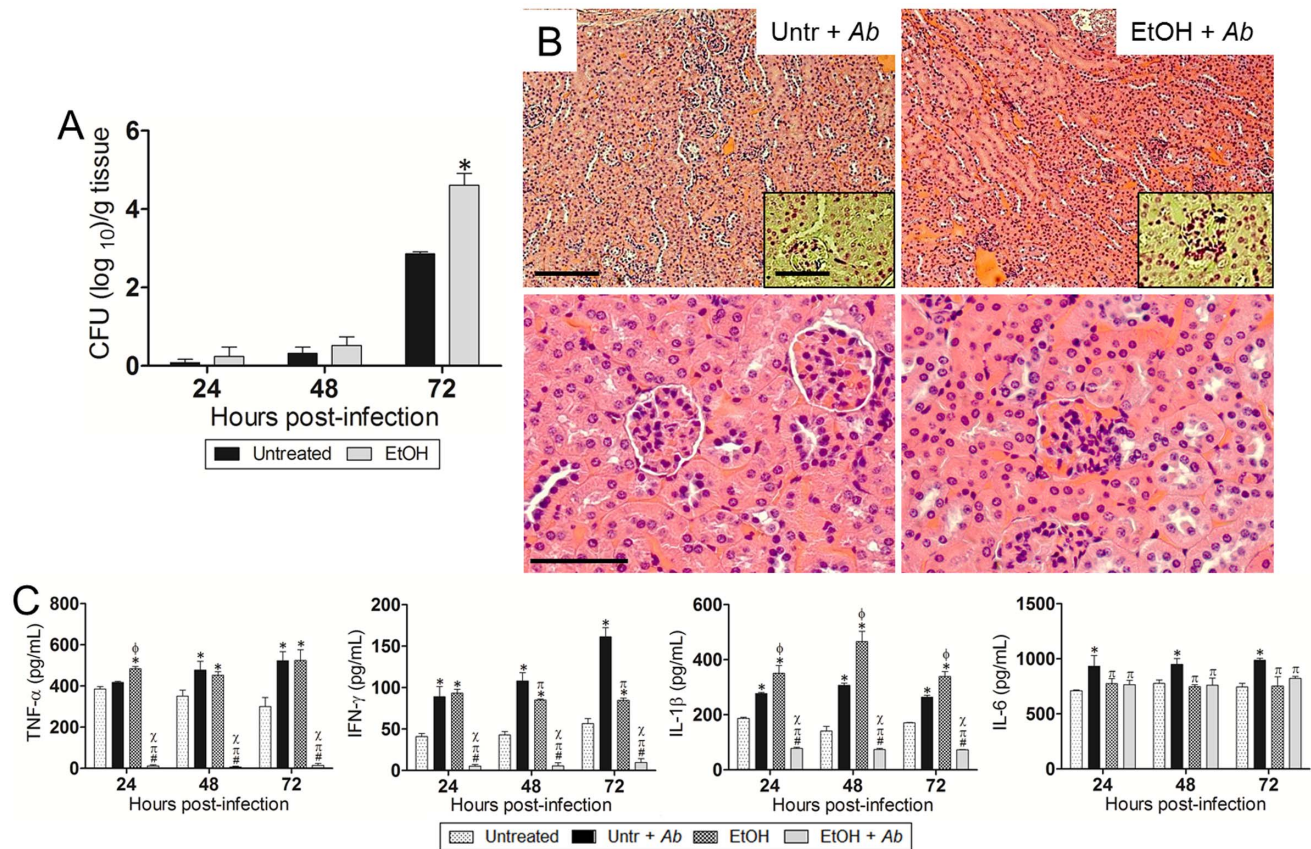 A
CFU (log 10)/g tissue
6
4
2
0
*
24 48 72
Hours post-infection
Untreated EtOH
B
Untr + Ab
EtOH + Ab
C
TNF-α (pg/mL)
800
600
400
200
0
ϕ
* * * * *
χ χ χ
π π π
# # #
24 48 72
Hours post-infection
IFN-γ (pg/mL)
200
150
100
50
0
* * * π * * π *
χ χ χ
π π π
# # #
24 48 72
Hours post-infection
IL-1β (pg/mL)
600
400
200
0
ϕ ϕ ϕ
* * * * * *
χ χ χ
π π π
# # #
24 48 72
Hours post-infection
IL-6 (pg/mL)
1500
1000
500
0
* π π * π π * π π
24 48 72
Hours post-infection
Untreated Untr + Ab EtOH EtOH + Ab